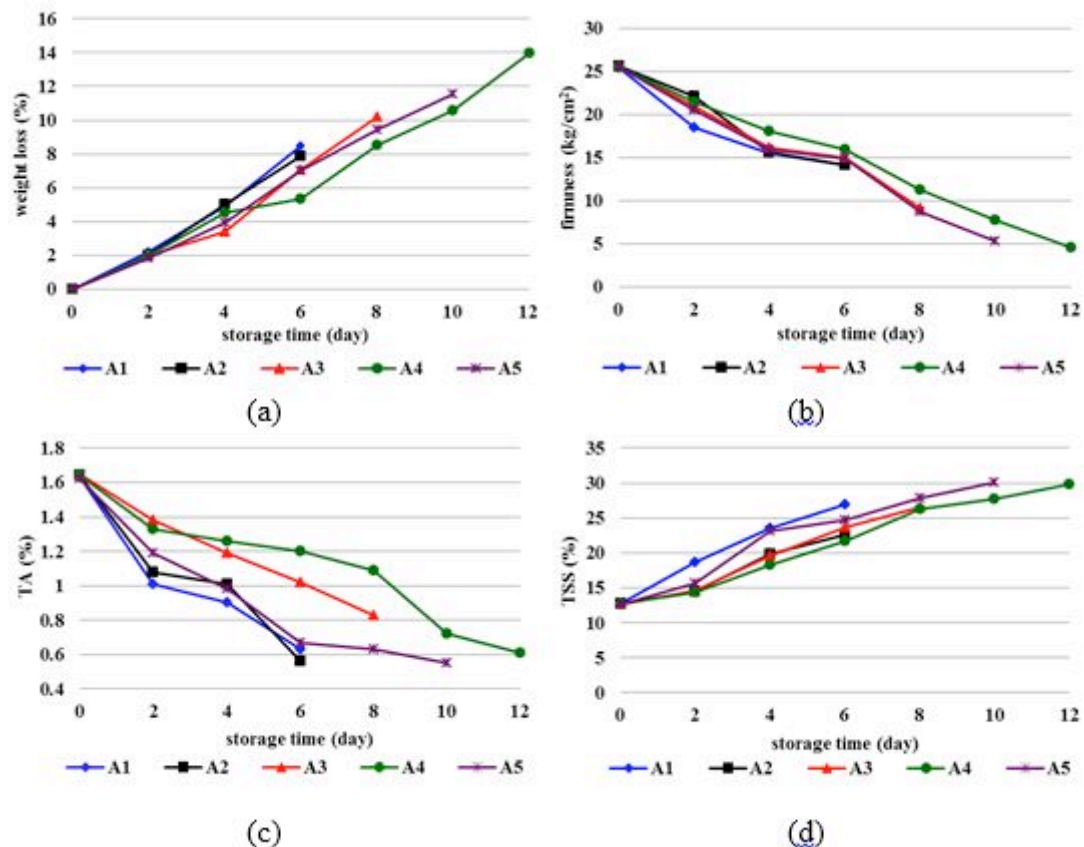 16
14
12
10
8
6
4
2
0
weight loss (%)
0 2 4 6 8 10 12
storage time (day)
A1 A2 A3 A4 A5
(a)
30
25
20
15
10
5
0
firmness (kg/cm²)
0 2 4 6 8 10 12
storage time (day)
A1 A2 A3 A4 A5
(b)
1.8
1.6
1.4
1.2
1
0.8
0.6
0.4
TA (%)
0 2 4 6 8 10 12
storage time (day)
A1 A2 A3 A4 A5
(c)
35
30
25
20
15
10
5
0
TSS (%)
0 2 4 6 8 10 12
storage time (day)
A1 A2 A3 A4 A5
(d)